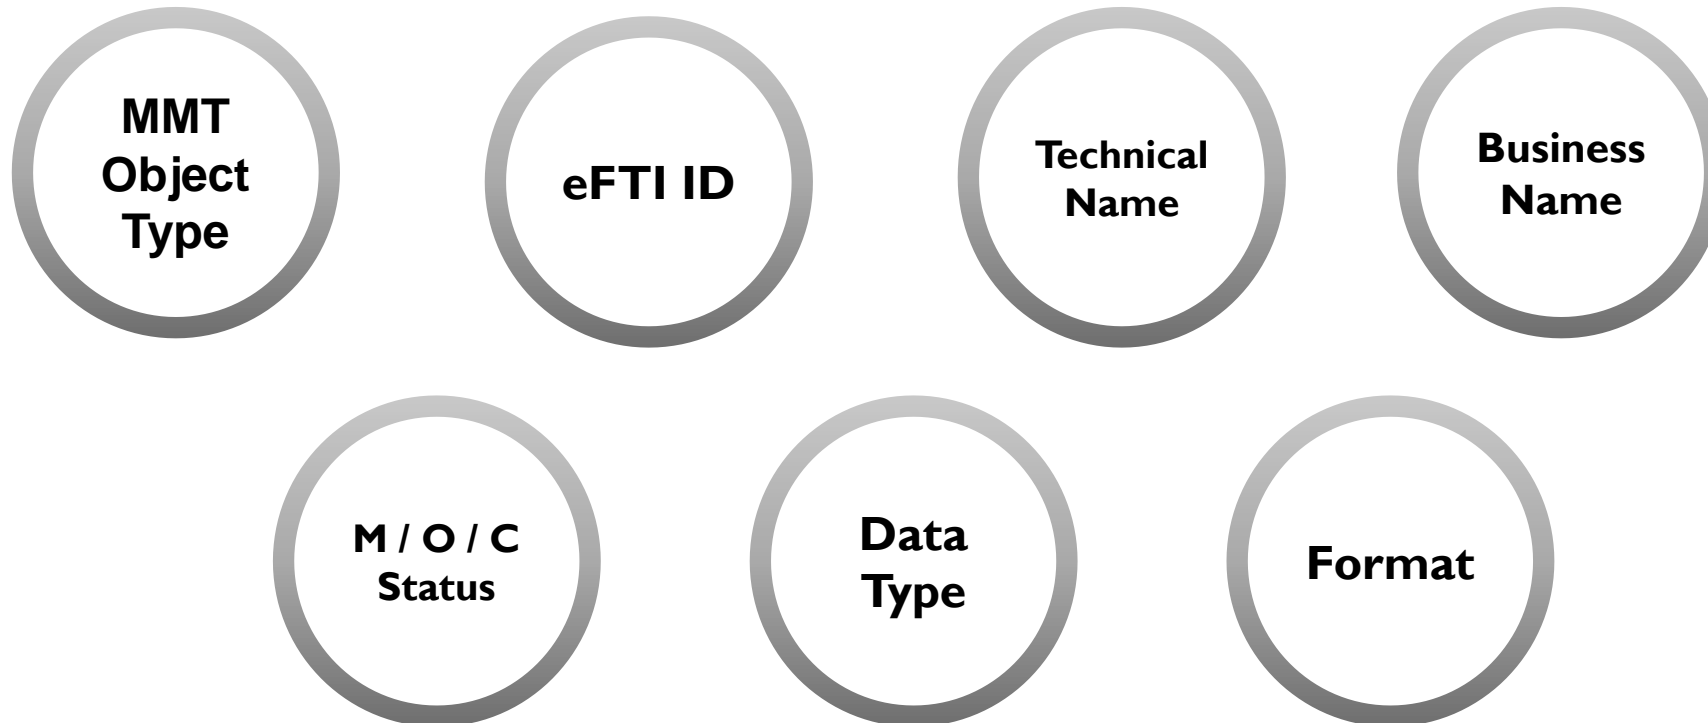 MMT
Object
Type
eFTI ID
Technical
Name
Business
Name
M / O / C
Status
Data
Type
Format